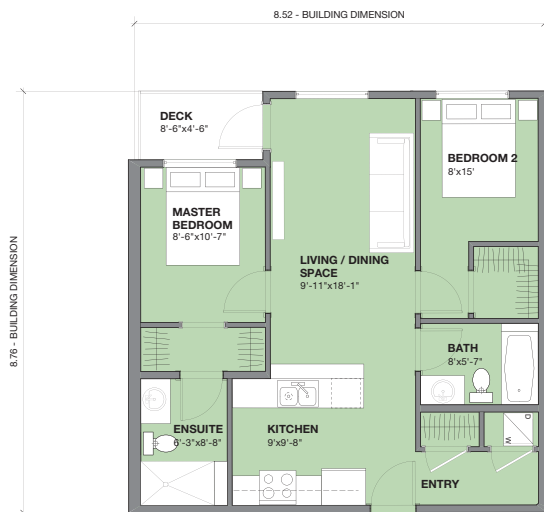 8.52 - BUILDING DIMENSION
8.76 - BUILDING DIMENSION
DECK
8'-6"x4'-6"
BEDROOM 2
8'x15'
MASTER
BEDROOM
8'-6"x10'-7"
LIVING / DINING
SPACE
9'-11"x18'-1"
BATH
8'x5'-7"
ENSUITE
6'-3"x8'-8"
KITCHEN
9'x9'-8"
D
W
ENTRY